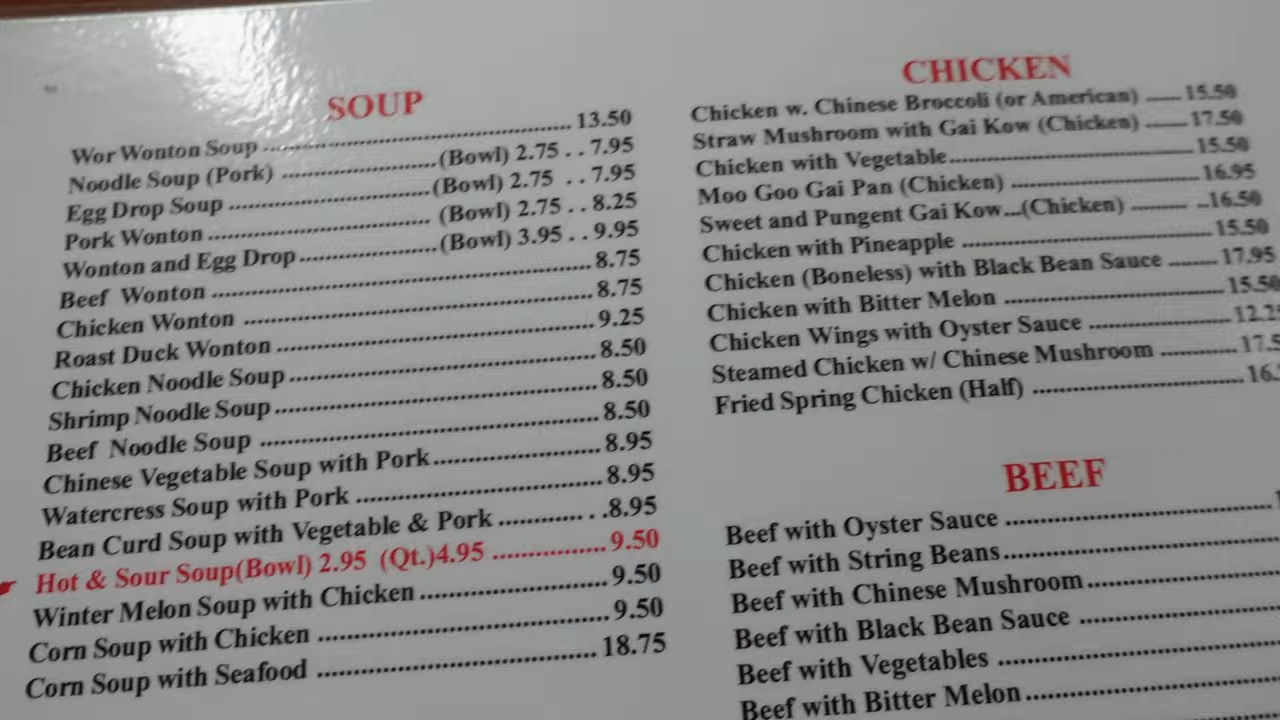 SOUP
Wor Wonton Soup ........ 13.50
Noodle Soup (Pork) ........(Bowl) 2.75 . . 7.95
Egg Drop Soup ........(Bowl) 2.75 . . 7.95
Pork Wonton ........ (Bowl) 2.75 . . 8.25
Wonton and Egg Drop ........(Bowl) 3.95 . . 9.95
Beef Wonton ........ 8.75
Chicken Wonton ........ 8.75
Roast Duck Wonton ........ 9.25
Chicken Noodle Soup ........ 8.50
Shrimp Noodle Soup ........ 8.50
Beef Noodle Soup ........ 8.50
Chinese Vegetable Soup with Pork ........ 8.95
Watercress Soup with Pork ........ 8.95
Bean Curd Soup with Vegetable & Pork ........ . .8.95
Hot & Sour Soup(Bowl) 2.95 (Qt.)4.95 ........ 9.50
Winter Melon Soup with Chicken ........ 9.50
Corn Soup with Chicken ........ 9.50
Corn Soup with Seafood ........ 18.75
CHICKEN
Chicken w. Chinese Broccoli (or American) ........ 15.50
Straw Mushroom with Gai Kow (Chicken) ........ 17.50
Chicken with Vegetable ........ 15.50
Moo Goo Gai Pan (Chicken) ........ 16.95
Sweet and Pungent Gai Kow...(Chicken) ........ ..16.50
Chicken with Pineapple ........ 15.50
Chicken (Boneless) with Black Bean Sauce ........ 17.95
Chicken with Bitter Melon ........ 15.50
Chicken Wings with Oyster Sauce ........
Steamed Chicken w/ Chinese Mushroom ........
Fried Spring Chicken (Half) ........
BEEF
Beef with Oyster Sauce ........
Beef with String Beans ........
Beef with Chinese Mushroom ........
Beef with Black Bean Sauce ........
Beef with Vegetables ........
Beef with Bitter Melon ........